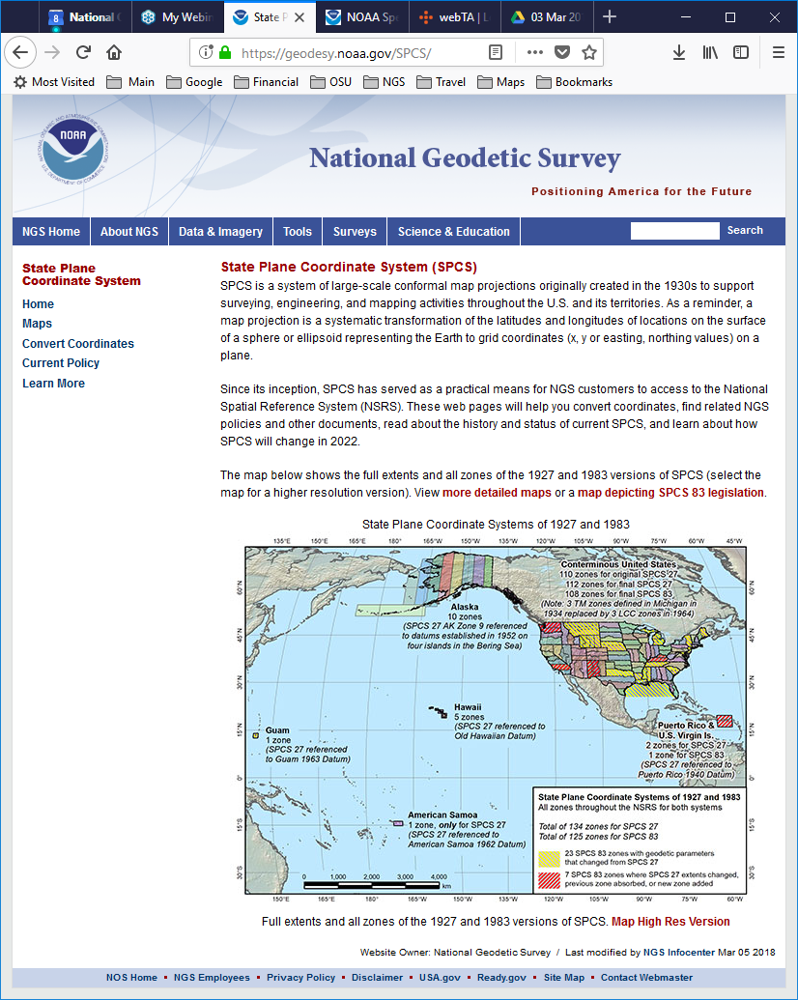 National G
My Webin
State P
NOAA Spe
webTA | L
03 Mar 20
https://geodesy.noaa.gov/SPCS/
Most Visited Main Google Financial OSU NGS Travel Maps Bookmarks
NOAA
NATIONAL OCEANIC AND ATMOSPHERIC ADMINISTRATION
U.S. DEPARTMENT OF COMMERCE
National Geodetic Survey
Positioning America for the Future
NGS Home About NGS Data & Imagery Tools Surveys Science & Education Search
State Plane
Coordinate System
Home
Maps
Convert Coordinates
Current Policy
Learn More
State Plane Coordinate System (SPCS)
SPCS is a system of large-scale conformal map projections originally created in the 1930s to support
surveying, engineering, and mapping activities throughout the U.S. and its territories. As a reminder, a
map projection is a systematic transformation of the latitudes and longitudes of locations on the surface
of a sphere or ellipsoid representing the Earth to grid coordinates (x, y or easting, northing values) on a
plane.
Since its inception, SPCS has served as a practical means for NGS customers to access to the National
Spatial Reference System (NSRS). These web pages will help you convert coordinates, find related NGS
policies and other documents, read about the history and status of current SPCS, and learn about how
SPCS will change in 2022.
The map below shows the full extents and all zones of the 1927 and 1983 versions of SPCS (select the
map for a higher resolution version). View more detailed maps or a map depicting SPCS 83 legislation.
State Plane Coordinate Systems of 1927 and 1983
135°E 150°E 165°E 180° 165°W 150°W 135°W 120°W 105°W 90°W 75°W 60°W 45°W
60°N
45°N
30°N
15°N
0°
15°S
30°S
Conterminous United States
110 zones for original SPCS 27
112 zones for final SPCS 27
108 zones for final SPCS 83
(Note: 3 TM zones defined in Michigan in
1934 replaced by 3 LCC zones in 1964)
Alaska
10 zones
(SPCS 27 AK Zone 9 referenced
to datums established in 1952 on
four islands in the Bering Sea)
Hawaii
5 zones
(SPCS 27 referenced to
Old Hawaiian Datum)
Guam
1 zone
(SPCS 27 referenced
to Guam 1963 Datum)
Puerto Rico &
U.S. Virgin Is.
2 zones for SPCS 27
1 zone for SPCS 83
(SPCS 27 referenced to
Puerto Rico 1940 Datum)
American Samoa
1 zone, only for SPCS 27
(SPCS 27 referenced to
American Samoa 1962 Datum)
State Plane Coordinate Systems of 1927 and 1983
All zones throughout the NSRS for both systems
Total of 134 zones for SPCS 27
Total of 125 zones for SPCS 83
23 SPCS 83 zones with geodetic parameters
that changed from SPCS 27
7 SPCS 83 zones where SPCS 27 extents changed,
previous zone absorbed, or new zone added
0 1,000 2,000 3,000 4,000
km
60°N
45°N
30°N
15°N
0°
15°S
30°S
150°E 165°E 180° 165°W 150°W 135°W 120°W 105°W 90°W 75°W 60°W
Full extents and all zones of the 1927 and 1983 versions of SPCS. Map High Res Version
Website Owner: National Geodetic Survey / Last modified by NGS Infocenter Mar 05 2018
NOS Home NGS Employees Privacy Policy Disclaimer USA.gov Ready.gov Site Map Contact Webmaster